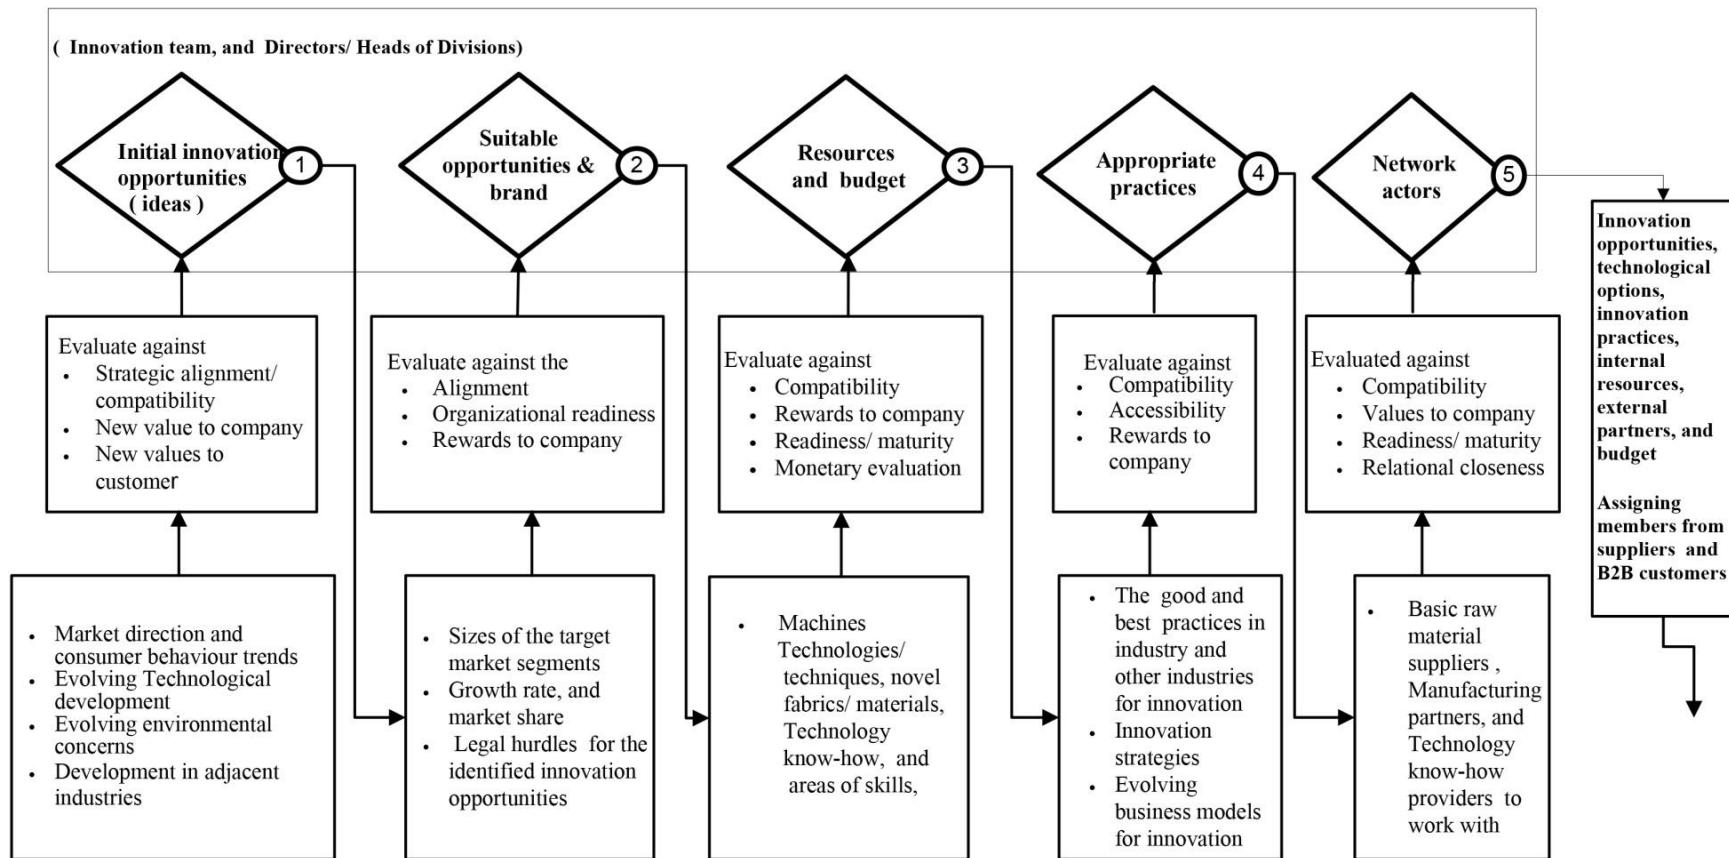 ( Innovation team, and Directors/ Heads of Divisions)
Initial innovation
opportunities
( ideas )
1
Suitable
opportunities &
brand
2
Resources
and budget
3
Appropriate
practices
4
Network
actors
5
Innovation
opportunities,
technological
options,
innovation
practices,
internal
resources,
external
partners, and
budget
Assigning
members from
suppliers and
B2B customers
Evaluate against
• Strategic alignment/
compatibility
• New value to company
• New values to
customer
Evaluate against the
• Alignment
• Organizational readiness
• Rewards to company
Evaluate against
• Compatibility
• Rewards to company
• Readiness/ maturity
• Monetary evaluation
Evaluate against
• Compatibility
• Accessibility
• Rewards to
company
Evaluated against
• Compatibility
• Values to company
• Readiness/ maturity
• Relational closeness
• Market direction and
consumer behaviour trends
• Evolving Technological
development
• Evolving environmental
concerns
• Development in adjacent
industries
• Sizes of the target
market segments
• Growth rate, and
market share
• Legal hurdles for the
identified innovation
opportunities
• Machines
Technologies/
techniques, novel
fabrics/ materials,
Technology
know-how, and
areas of skills,
• The good and
best practices in
industry and
other industries
for innovation
• Innovation
strategies
• Evolving
business models
for innovation
• Basic raw
material
suppliers ,
Manufacturing
partners, and
Technology
know-how
providers to
work with